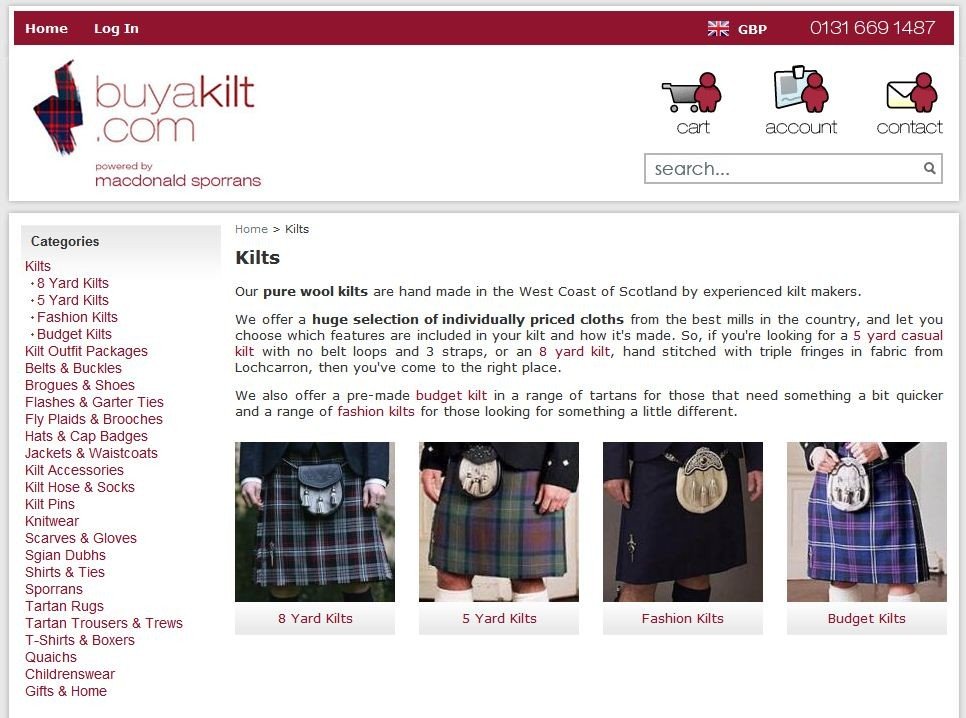 Home Log In GBP 0131 669 1487
buyakilt
.com
powered by
macdonald sporrans
cart account contact
search...
Categories
Kilts
8 Yard Kilts
5 Yard Kilts
Fashion Kilts
Budget Kilts
Kilt Outfit Packages
Belts & Buckles
Brogues & Shoes
Flashes & Garter Ties
Fly Plaids & Brooches
Hats & Cap Badges
Jackets & Waistcoats
Kilt Accessories
Kilt Hose & Socks
Kilt Pins
Knitwear
Scarves & Gloves
Sgian Dubhs
Shirts & Ties
Sporrans
Tartan Rugs
Tartan Trousers & Trews
T-Shirts & Boxers
Quaichs
Childrenswear
Gifts & Home
Home > Kilts
Kilts
Our pure wool kilts are hand made in the West Coast of Scotland by experienced kilt makers.
We offer a huge selection of individually priced cloths from the best mills in the country, and let you
choose which features are included in your kilt and how it's made. So, if you're looking for a 5 yard casual
kilt with no belt loops and 3 straps, or an 8 yard kilt, hand stitched with triple fringes in fabric from
Lochcarron, then you've come to the right place.
We also offer a pre-made budget kilt in a range of tartans for those that need something a bit quicker
and a range of fashion kilts for those looking for something a little different.
8 Yard Kilts 5 Yard Kilts Fashion Kilts Budget Kilts